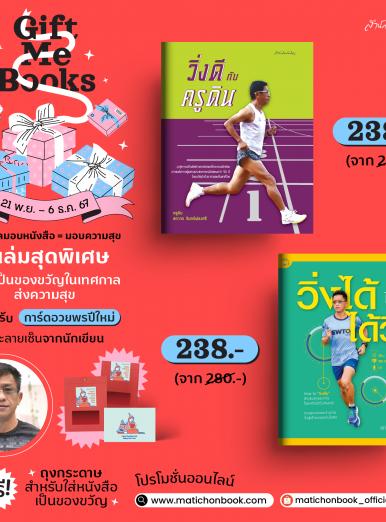 Gift
Me
Books
21 พ.ย. - 6 ธ.ค. 67
มอบหนังสือ = มอบความสุข
เล่มสุดพิเศษ
เป็นของขวัญในเทศกาล
ส่งความสุข
รับ การ์ดอวยพรปีใหม่
ลายเซ็นจากนักเขียน
วิ่งดี กับ
ครูดิน
1
238
(จาก 2
238.-
(จาก 280.-)
วิ่งได้
ได้วิ
รี!
ถุงกระดาษ
สำหรับใส่หนังสือ
เป็นของขวัญ
โปรโมชั่นออนไลน์
www.matichonbook.com
matichonbook_offici